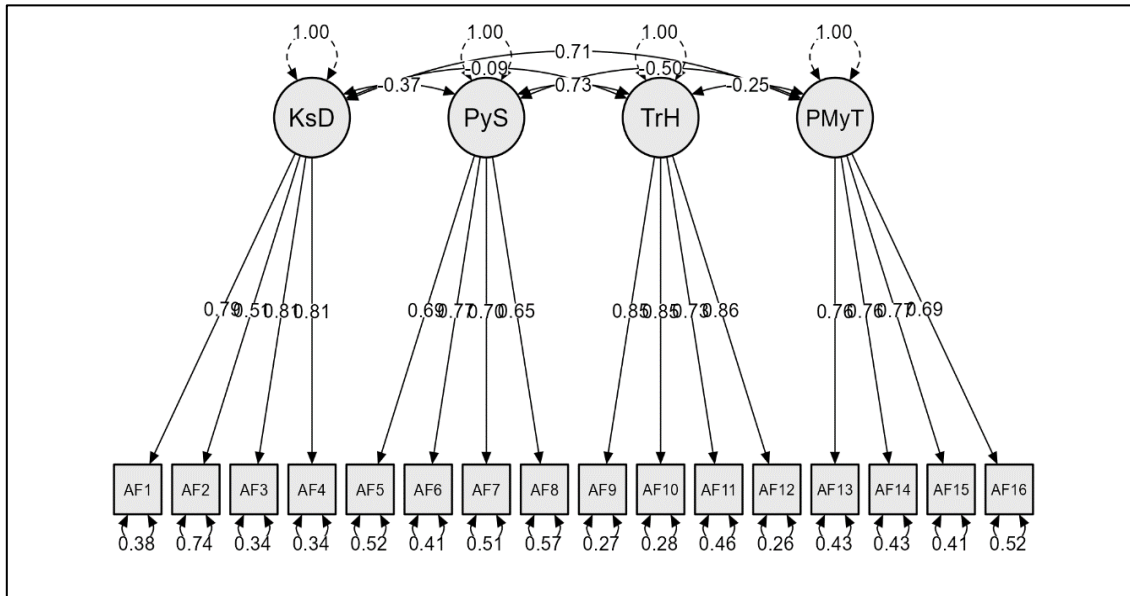 1.00 1.00 1.00 1.00
0.71
-0.09 -0.50
-0.37 0.73 -0.25
KsD PyS TrH PMyT
0.79 0.51 0.81 0.81 0.69 0.77 0.70 0.65 0.85 0.85 0.73 0.86 0.76 0.76 0.77 0.69
AF1 AF2 AF3 AF4 AF5 AF6 AF7 AF8 AF9 AF10 AF11 AF12 AF13 AF14 AF15 AF16
0.38 0.74 0.34 0.34 0.52 0.41 0.51 0.57 0.27 0.28 0.46 0.26 0.43 0.43 0.41 0.52